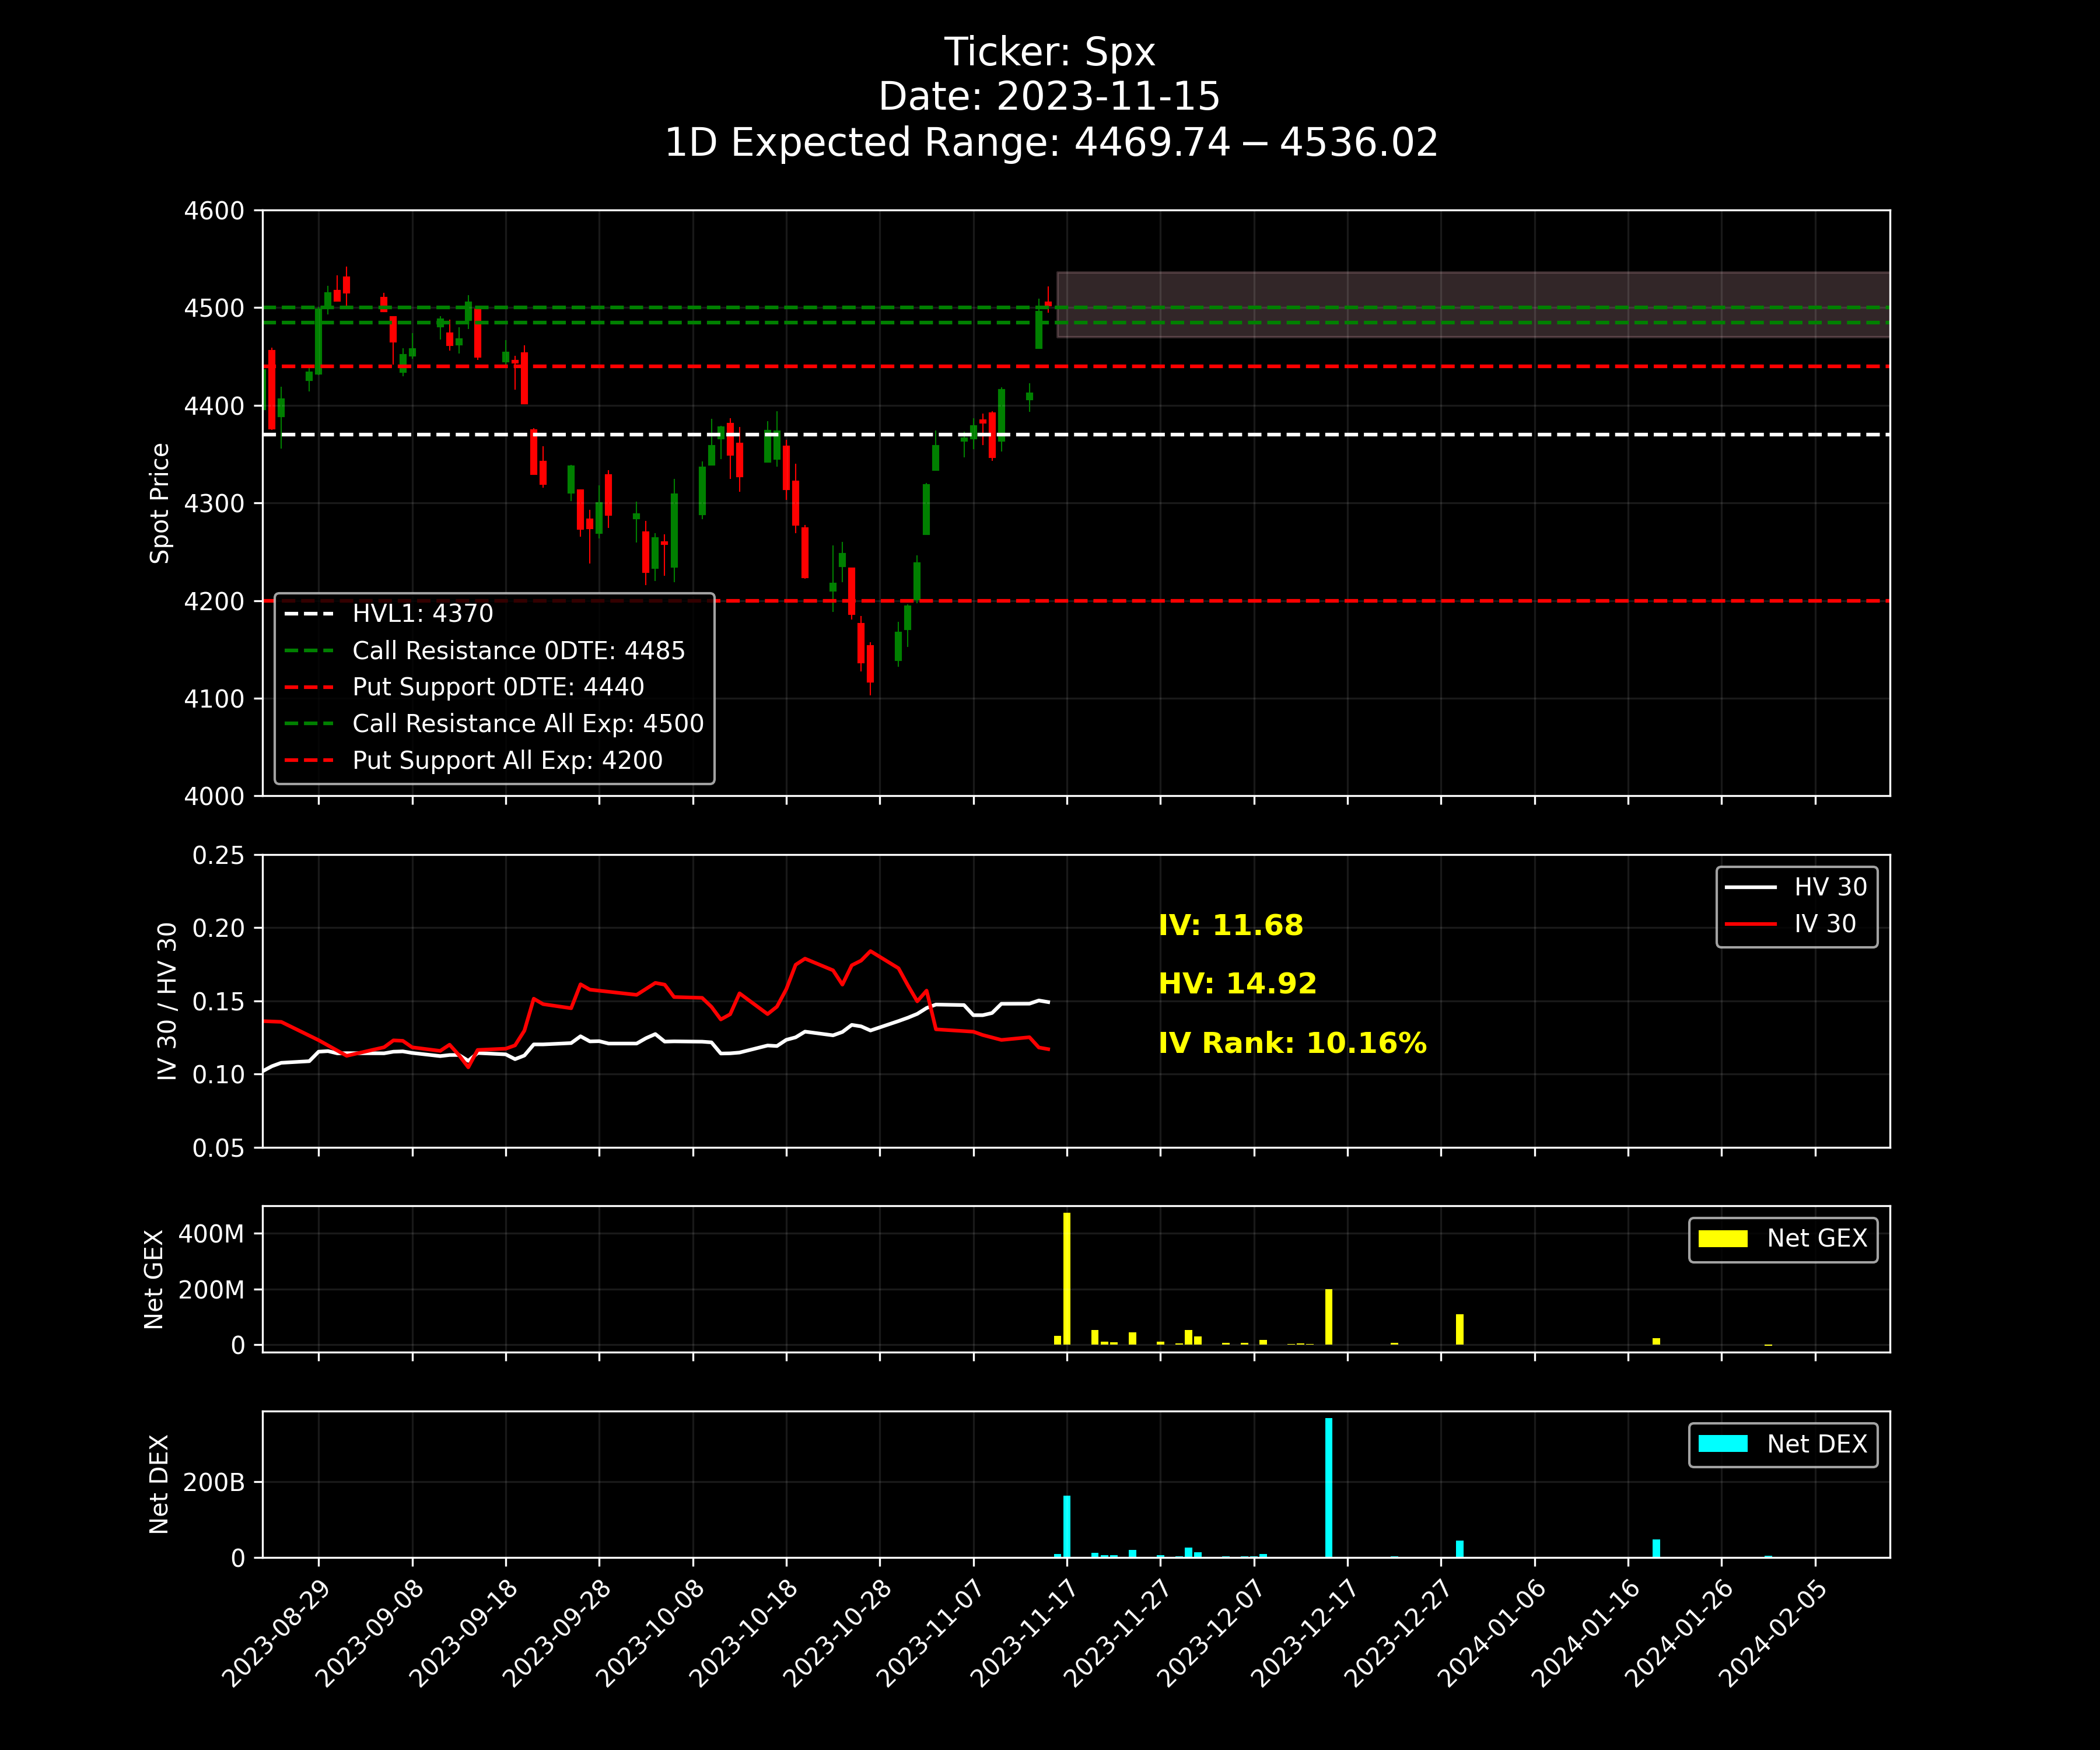 Ticker: Spx
Date: 2023-11-15
1D Expected Range: 4469.74 − 4536.02
4600
4500
4400
4300
4200
4100
4000
Spot Price
HVL1: 4370
Call Resistance 0DTE: 4485
Put Support 0DTE: 4440
Call Resistance All Exp: 4500
Put Support All Exp: 4200
0.25
0.20
0.15
0.10
0.05
IV 30 / HV 30
IV: 11.68
HV: 14.92
IV Rank: 10.16%
HV 30
IV 30
400M
200M
0
Net GEX
Net GEX
200B
0
Net DEX
Net DEX
2023-08-29
2023-09-08
2023-09-18
2023-09-28
2023-10-08
2023-10-18
2023-10-28
2023-11-07
2023-11-17
2023-11-27
2023-12-07
2023-12-17
2023-12-27
2024-01-06
2024-01-16
2024-01-26
2024-02-05